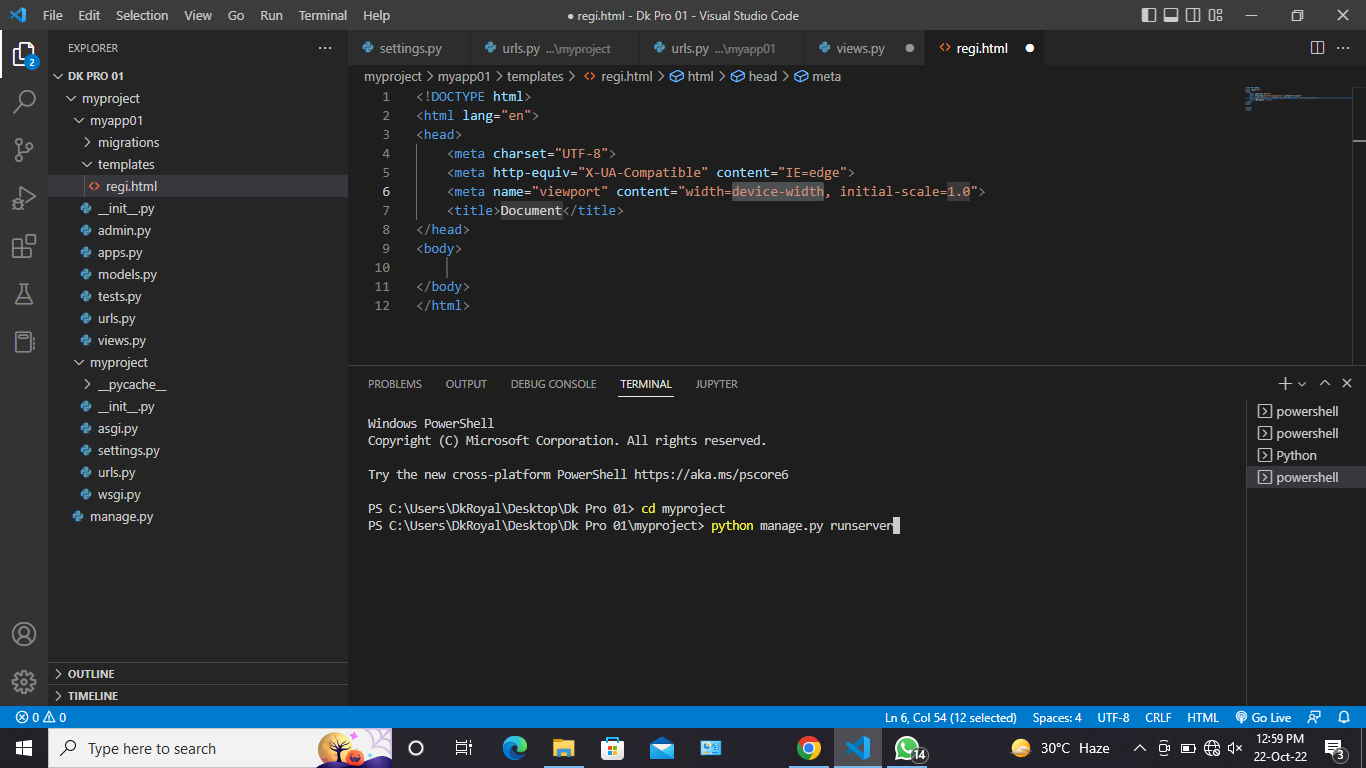 File Edit Selection View Go Run Terminal Help ● regi.html - Dk Pro 01 - Visual Studio Code
EXPLORER ···
settings.py urls.py ...\myproject urls.py ...\myapp01 views.py ● <> regi.html ● ···
DK PRO 01
myproject > myapp01 > templates > <> regi.html > html > head > meta
myproject
myapp01
migrations
templates
<> regi.html
__init__.py
admin.py
apps.py
models.py
tests.py
urls.py
views.py
myproject
__pycache__
__init__.py
asgi.py
settings.py
urls.py
wsgi.py
manage.py
OUTLINE
TIMELINE
2
1 <!DOCTYPE html>
2 <html lang="en">
3 <head>
4 <meta charset="UTF-8">
5 <meta http-equiv="X-UA-Compatible" content="IE=edge">
6 <meta name="viewport" content="width=device-width, initial-scale=1.0">
7 <title>Document</title>
8 </head>
9 <body>
10
11 </body>
12 </html>
PROBLEMS OUTPUT DEBUG CONSOLE TERMINAL JUPYTER
Windows PowerShell
Copyright (C) Microsoft Corporation. All rights reserved.
Try the new cross-platform PowerShell https://aka.ms/pscore6
PS C:\Users\DkRoyal\Desktop\Dk Pro 01> cd myproject
PS C:\Users\DkRoyal\Desktop\Dk Pro 01\myproject> python manage.py runserver
powershell
powershell
Python
powershell
0 0 Ln 6, Col 54 (12 selected) Spaces: 4 UTF-8 CRLF HTML Go Live
Type here to search 14 30°C Haze 12:59 PM
22-Oct-22 3